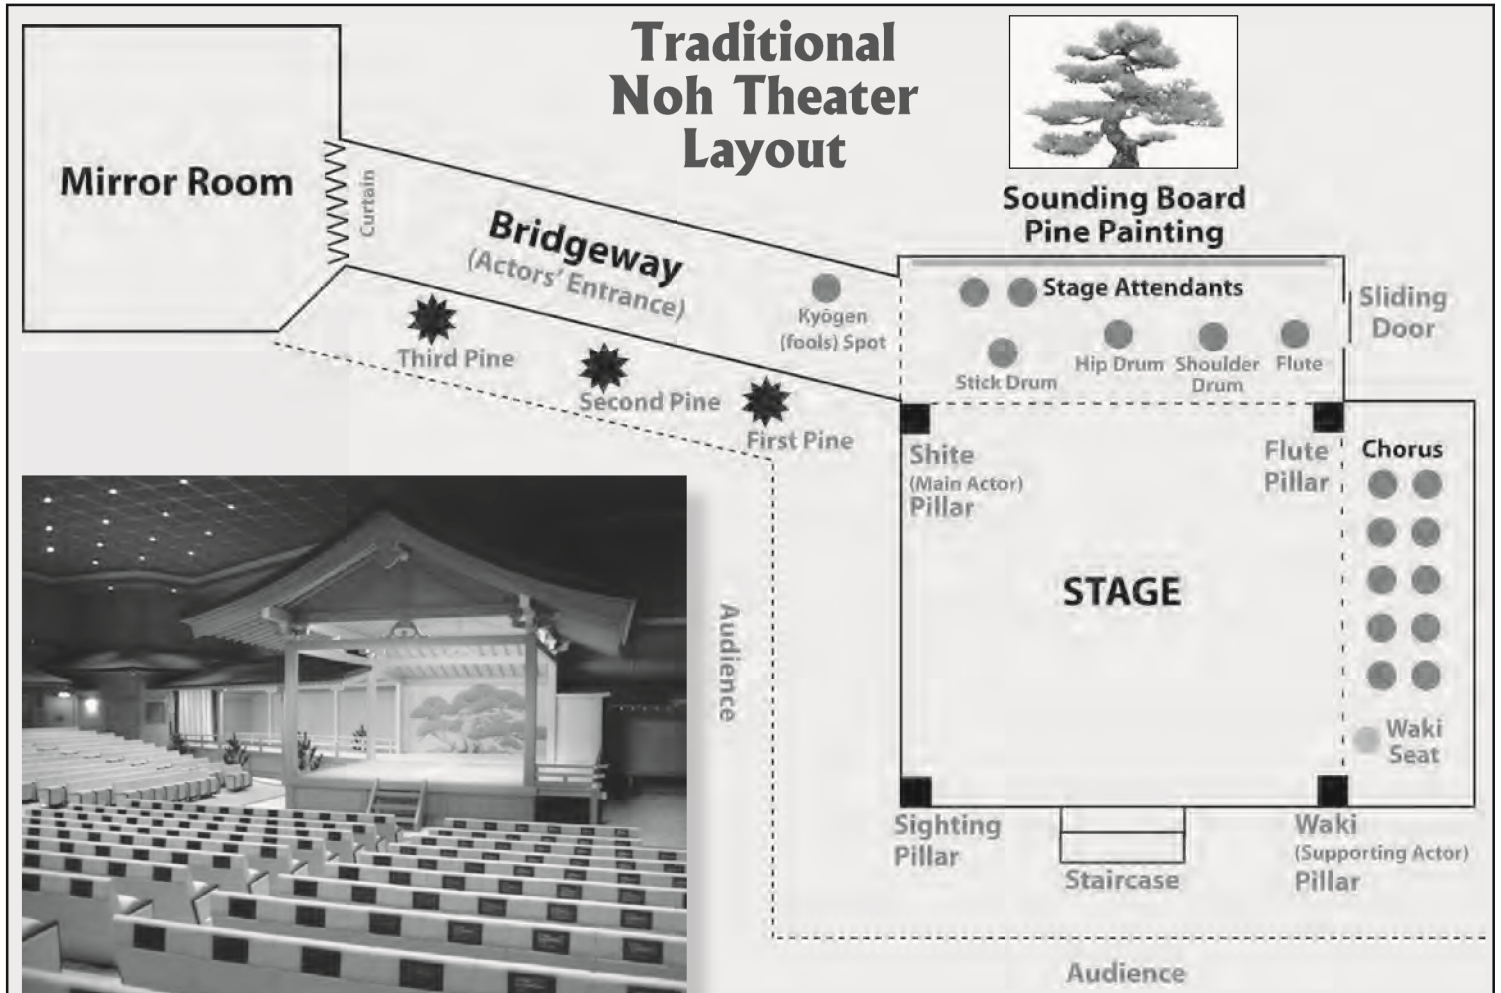 Traditional
Noh Theater
Layout
Mirror Room
Curtain
Bridgeway
(Actors' Entrance)
Third Pine
Second Pine
First Pine
Kyōgen
(fools) Spot
Sounding Board
Pine Painting
Stage Attendants
Stick Drum
Hip Drum
Shoulder
Drum
Flute
Sliding
Door
Shite
(Main Actor)
Pillar
Flute
Pillar
Chorus
STAGE
Waki
Seat
Sighting
Pillar
Staircase
Waki
(Supporting Actor)
Pillar
Audience
Audience